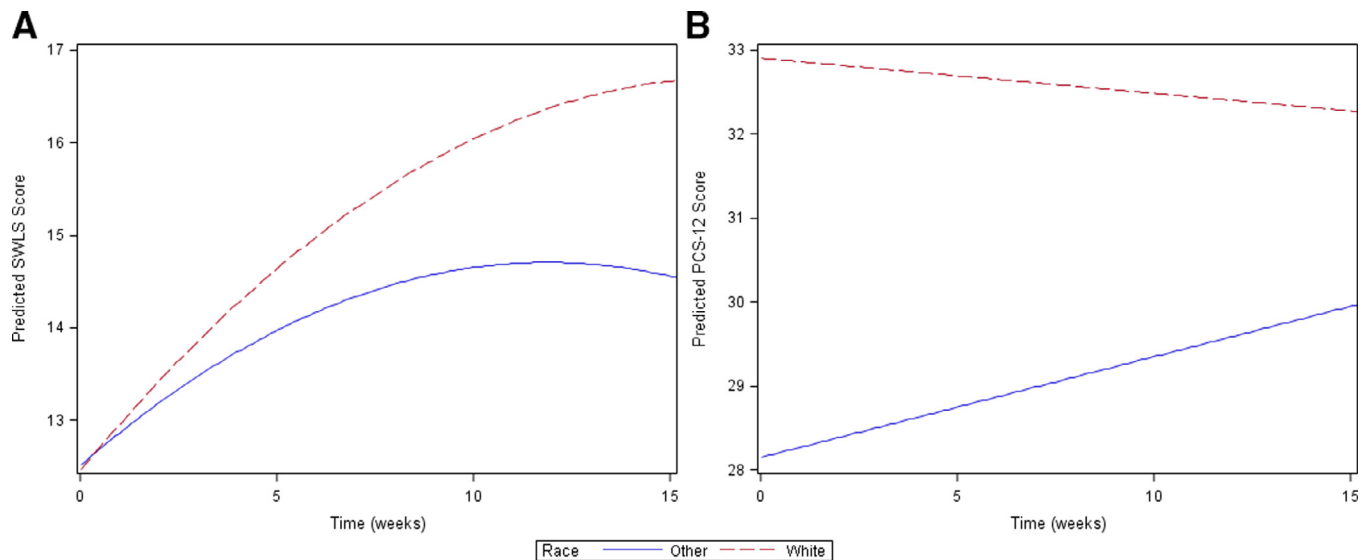 A
B
Predicted SWLS Score
17
16
15
14
13
0 5 10 15
Time (weeks)
Predicted PCS-12 Score
33
32
31
30
29
28
0 5 10 15
Time (weeks)
Race Other White